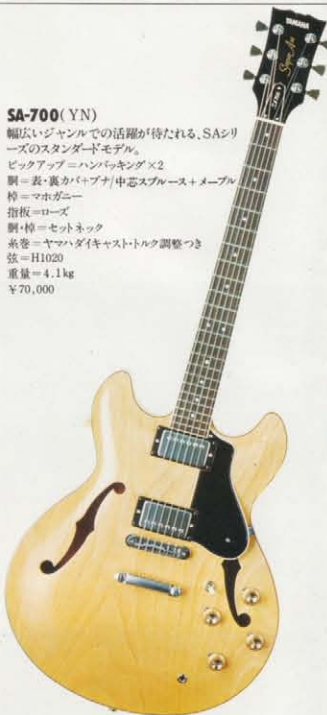 SA-700(YN)
幅広いジャンルでの活躍が待たれる、SAシリ
ーズのスタンダードモデル。
ピックアップ=ハンバッキング×2
胴=表・裏カバ+ブナ/中芯スプルース+メープル
棹=マホガニー
指板=ローズ
胴・棹=セットネック
糸巻=ヤマハダイキャスト・トルク調整つき
弦=H1020
重量=4.1kg
¥70,000
YAMAHA